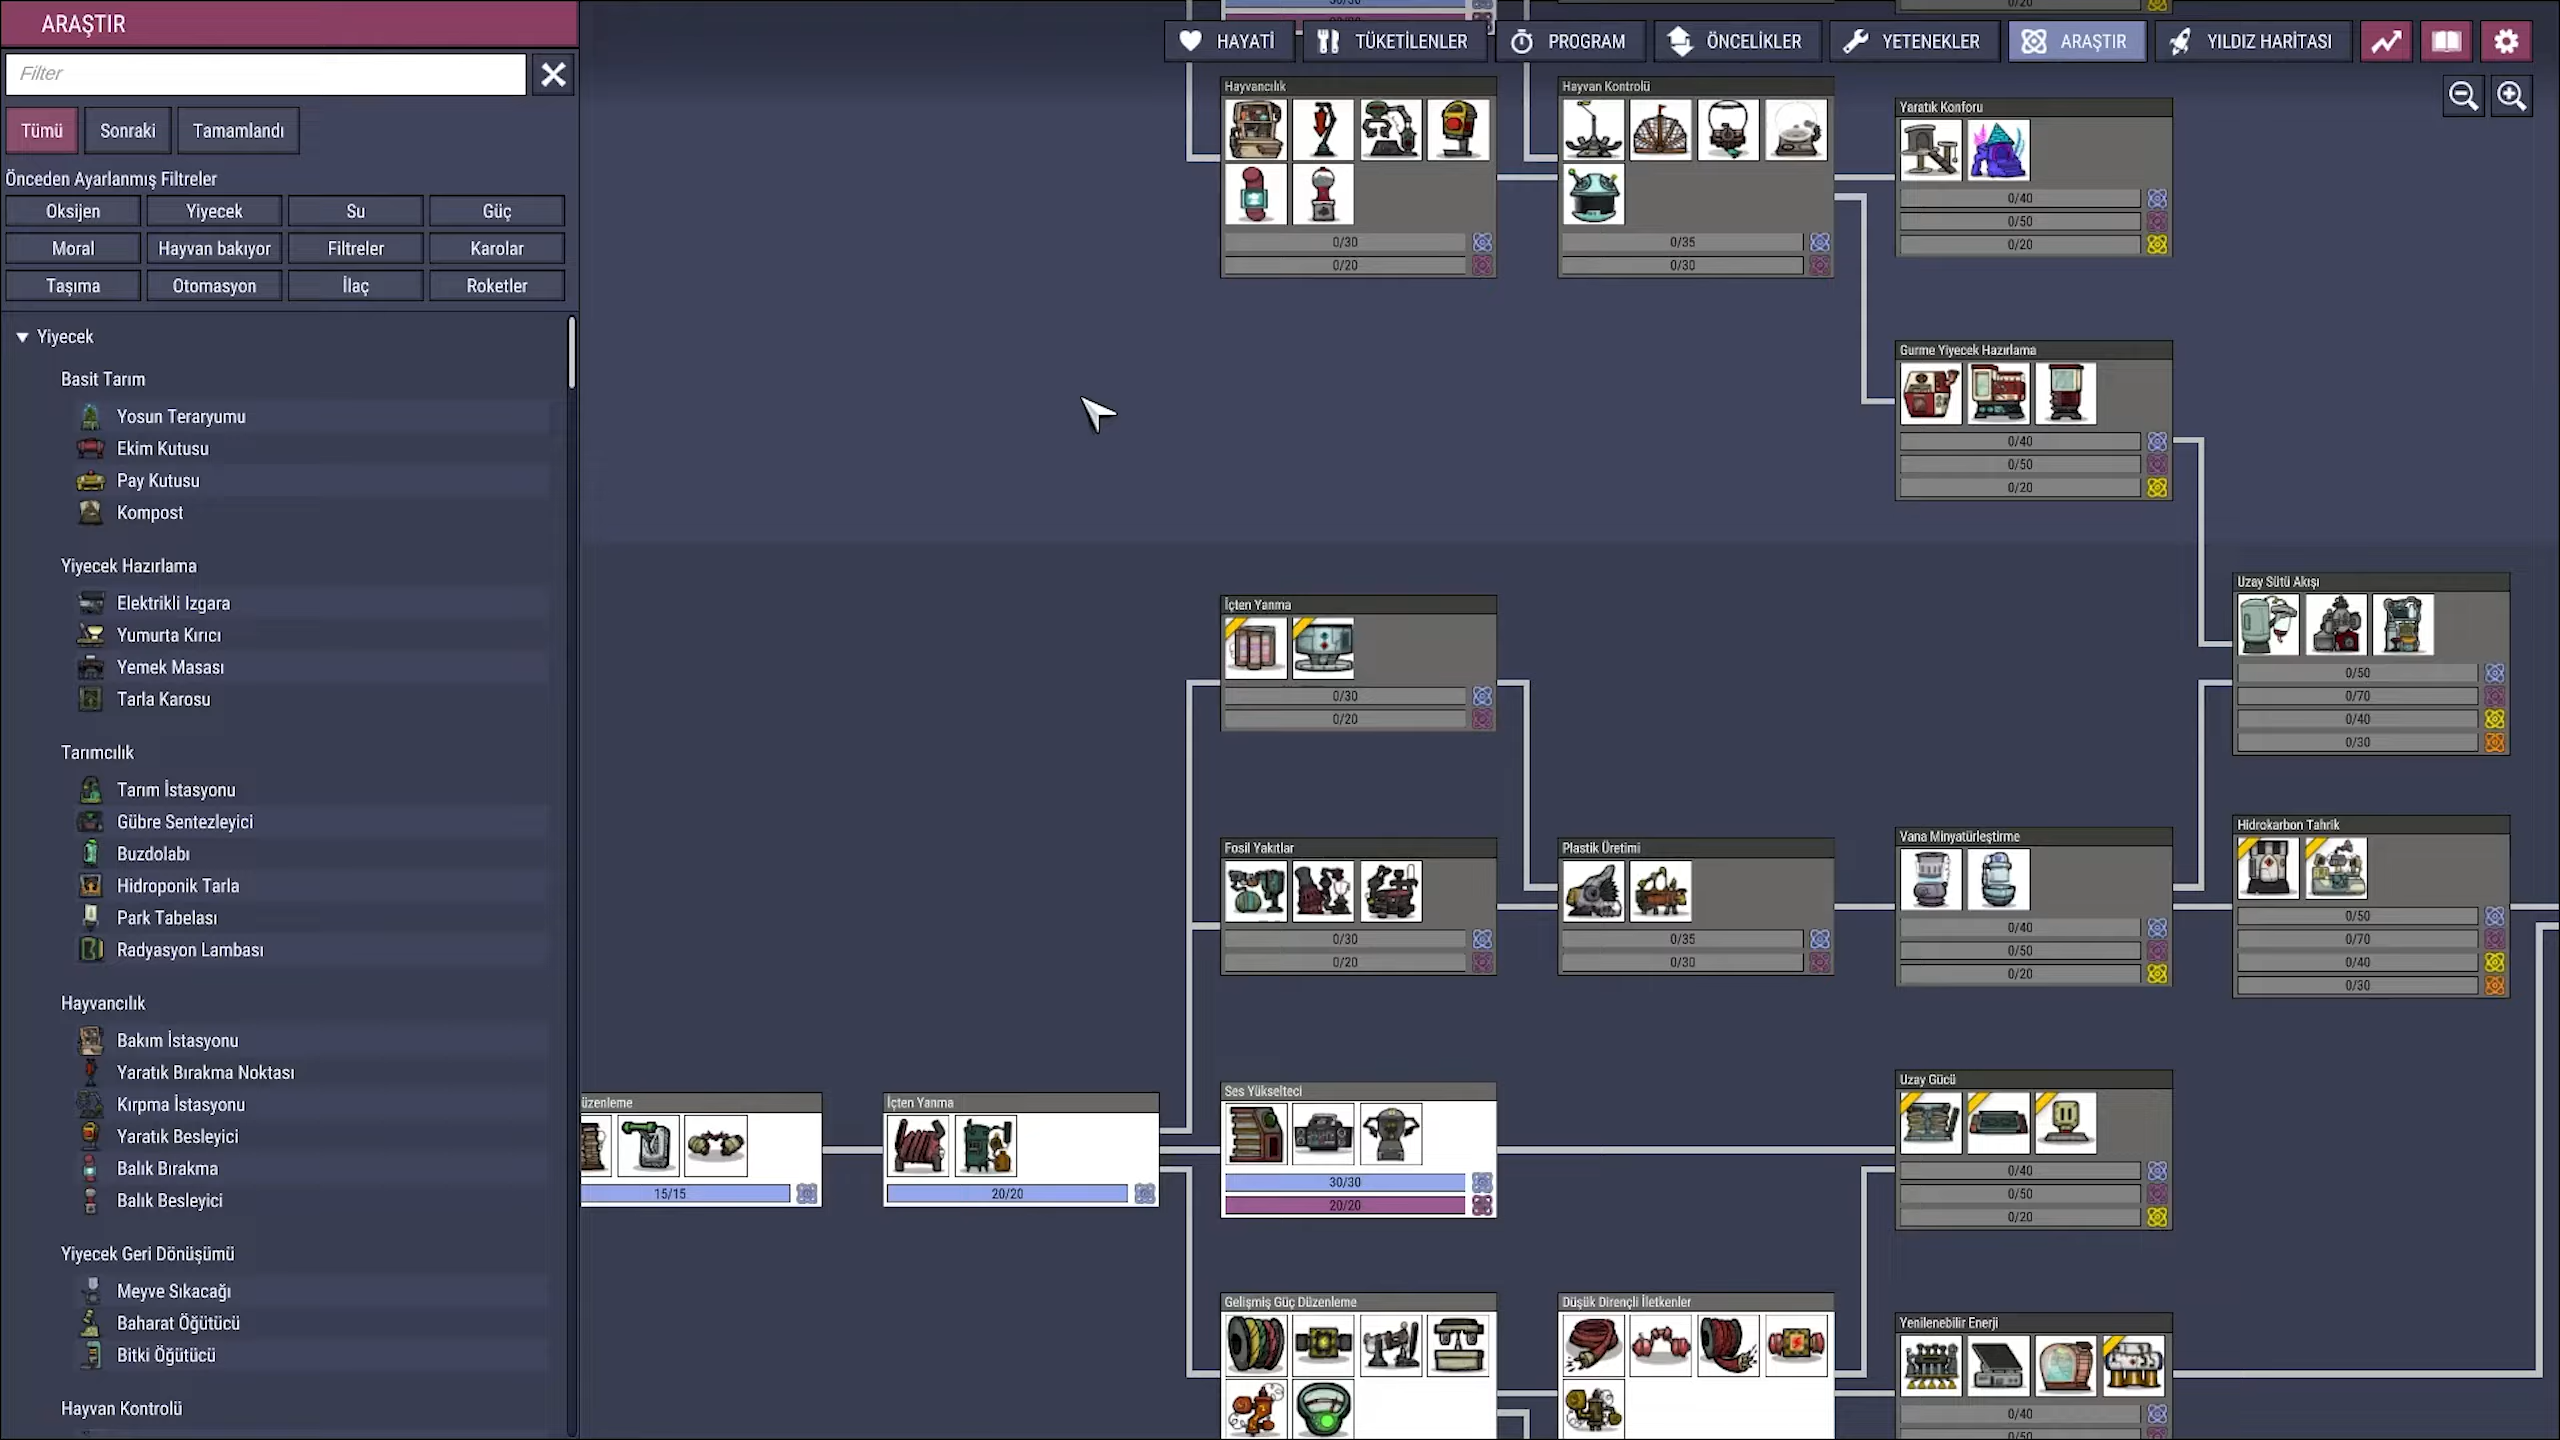 ARAŞTIR
Filter
Tümü
Sonraki
Tamamlandı
Önceden Ayarlanmış Filtreler
Oksijen
Yiyecek
Su
Güç
Moral
Hayvan bakıyor
Filtreler
Karolar
Taşıma
Otomasyon
İlaç
Roketler
Yiyecek
Basit Tarım
Yosun Teraryumu
Ekim Kutusu
Pay Kutusu
Kompost
Yiyecek Hazırlama
Elektrikli Izgara
Yumurta Kırıcı
Yemek Masası
Tarla Karosu
Tarımcılık
Tarım İstasyonu
Gübre Sentezleyici
Buzdolabı
Hidroponik Tarla
Park Tabelası
Radyasyon Lambası
Hayvancılık
Bakım İstasyonu
Yaratık Bırakma Noktası
Kırpma İstasyonu
Yaratık Besleyici
Balık Bırakma
Balık Besleyici
Yiyecek Geri Dönüşümü
Meyve Sıkacağı
Baharat Öğütücü
Bitki Öğütücü
Hayvan Kontrolü
HAYATİ
TÜKETİLENLER
PROGRAM
ÖNCELİKLER
YETENEKLER
ARAŞTIR
YILDIZ HARİTASI
0/20
Hayvancılık
0/30
0/20
Hayvan Kontrolü
0/35
0/30
Yaratık Konforu
0/40
0/50
0/20
Gurme Yiyecek Hazırlama
0/40
0/50
0/20
Uzay Sütü Akışı
0/50
0/70
0/40
0/30
İçten Yanma
0/30
0/20
Fosil Yakıtlar
0/30
0/20
Plastik Üretimi
0/35
0/30
Vana Minyatürleştirme
0/40
0/50
0/20
Hidrokarbon Tahrik
0/50
0/70
0/40
0/30
üzenleme
15/15
İçten Yanma
20/20
Ses Yükselteci
30/30
20/20
Uzay Gücü
0/40
0/50
0/20
Gelişmiş Güç Düzenleme
Düşük Dirençli İletkenler
Yenilenebilir Enerji
0/40
0/50